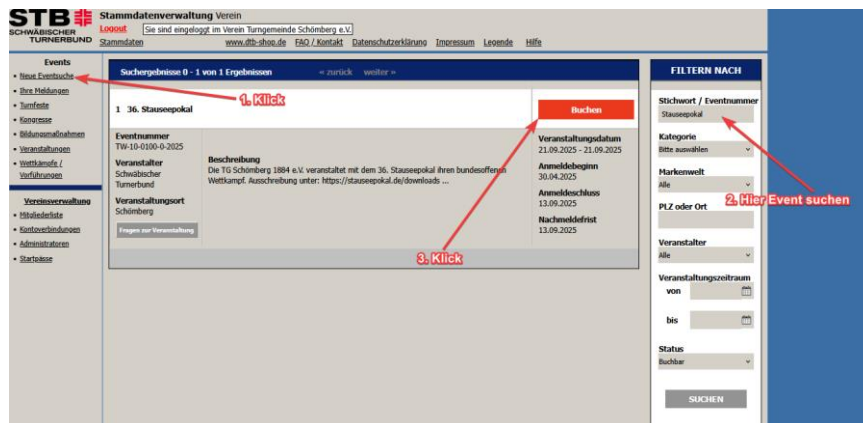 STB
SCHWÄBISCHER
TURNERBUND
Stammdatenverwaltung Verein
Logout Sie sind eingeloggt im Verein Turngemeinde Schömberg e.V.
Stammdaten www.dtb-shop.de FAQ / Kontakt Datenschutzerklärung Impressum Legende Hilfe
Events
• Neue Eventsuche
• Ihre Meldungen
• Turnfeste
• Kongresse
• Bildungsmaßnahmen
• Veranstaltungen
• Wettkämpfe /
Vorführungen
Vereinsverwaltung
• Mitgliederliste
• Kontoverbindungen
• Administratoren
• Startpässe
Suchergebnisse 0 - 1 von 1 Ergebnissen « zurück weiter »
1. Klick
1 36. Stauseepokal
Buchen
Eventnummer
TW-10-0100-0-2025
Veranstalter
Schwäbischer
Turnerbund
Veranstaltungsort
Schömberg
Fragen zur Veranstaltung
Beschreibung
Die TG Schömberg 1884 e.V. veranstaltet mit dem 36. Stauseepokal ihren bundesoffenen
Wettkampf. Ausschreibung unter: https://stauseepokal.de/downloads ...
Veranstaltungsdatum
21.09.2025 - 21.09.2025
Anmeldebeginn
30.04.2025
Anmeldeschluss
13.09.2025
Nachmeldefrist
13.09.2025
3. Klick
FILTERN NACH
Stichwort / Eventnummer
Stauseepokal
Kategorie
Bitte auswählen
Markenwelt
Alle
2. Hier Event suchen
PLZ oder Ort
Veranstalter
Alle
Veranstaltungszeitraum
von
bis
Status
Buchbar
SUCHEN